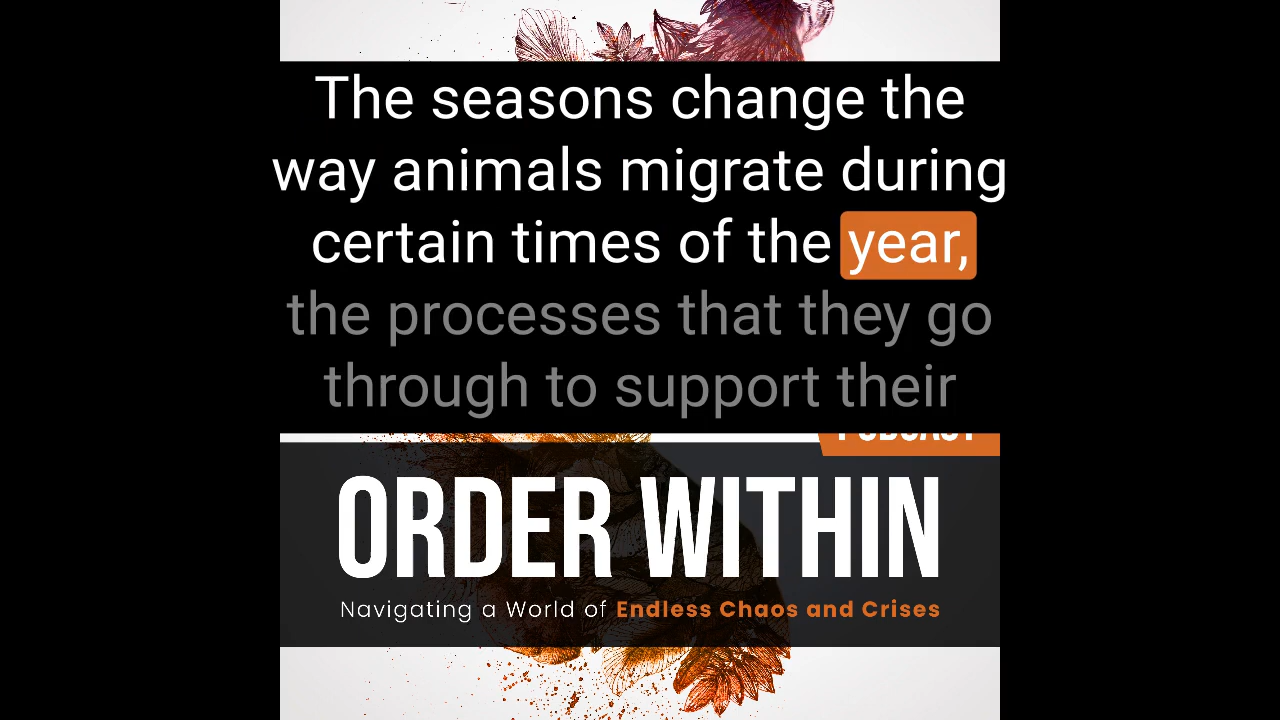 The seasons change the
way animals migrate during
certain times of the year,
the processes that they go
through to support their
PODCAST
ORDER WITHIN
Navigating a World of Endless Chaos and Crises